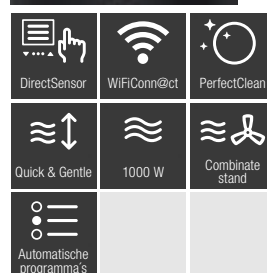 DirectSensor
WiFiConn@ct
PerfectClean
Quick & Gentle
1000 W
Combinate
stand
Automatische
programma´s